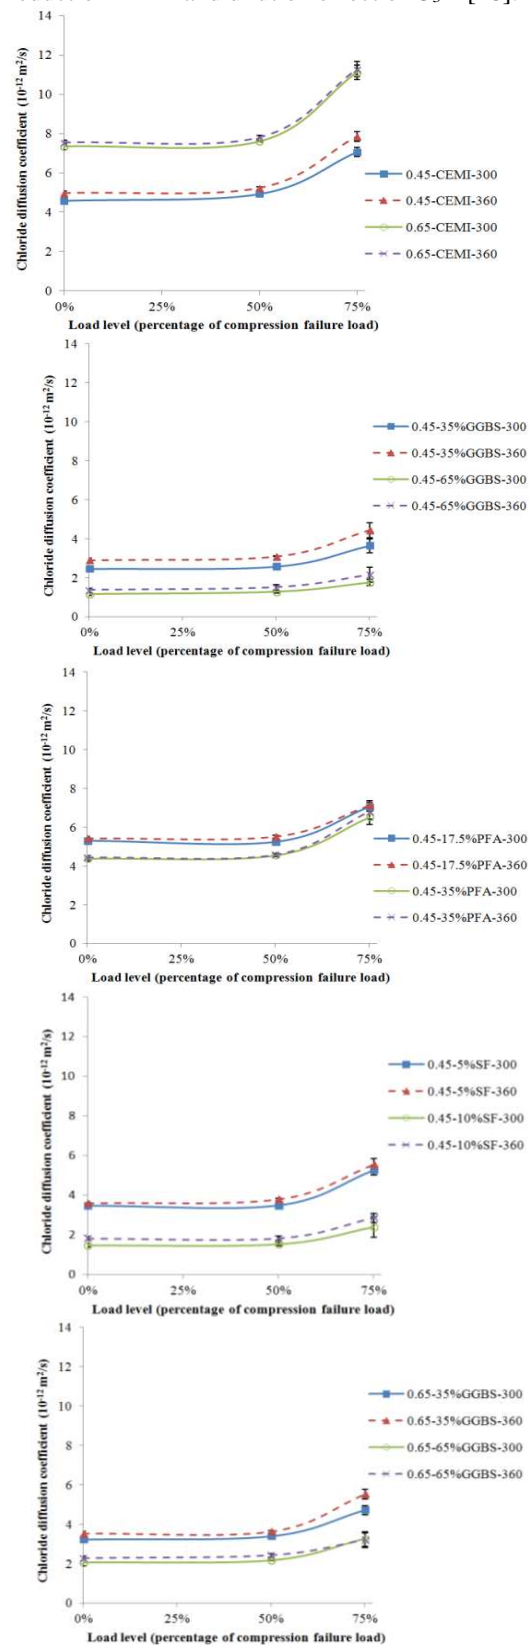 14
12
10
8
6
4
2
0
Chloride diffusion coefficient (10⁻¹² m²/s)
0% 25% 50% 75%
Load level (percentage of compression failure load)
0.45-CEMI-300
0.45-CEMI-360
0.65-CEMI-300
0.65-CEMI-360
14
12
10
8
6
4
2
0
Chloride diffusion coefficient (10⁻¹² m²/s)
0% 25% 50% 75%
Load level (percentage of compression failure load)
0.45-35%GGBS-300
0.45-35%GGBS-360
0.45-65%GGBS-300
0.45-65%GGBS-360
14
12
10
8
6
4
2
0
Chloride diffusion coefficient (10⁻¹² m²/s)
0% 25% 50% 75%
Load level (percentage of compression failure load)
0.45-17.5%PFA-300
0.45-17.5%PFA-360
0.45-35%PFA-300
0.45-35%PFA-360
14
12
10
8
6
4
2
0
Chloride diffusion coefficient (10⁻¹² m²/s)
0% 25% 50% 75%
Load level (percentage of compression failure load)
0.45-5%SF-300
0.45-5%SF-360
0.45-10%SF-300
0.45-10%SF-360
14
12
10
8
6
4
2
0
Chloride diffusion coefficient (10⁻¹² m²/s)
0% 25% 50% 75%
Load level (percentage of compression failure load)
0.65-35%GGBS-300
0.65-35%GGBS-360
0.65-65%GGBS-300
0.65-65%GGBS-360